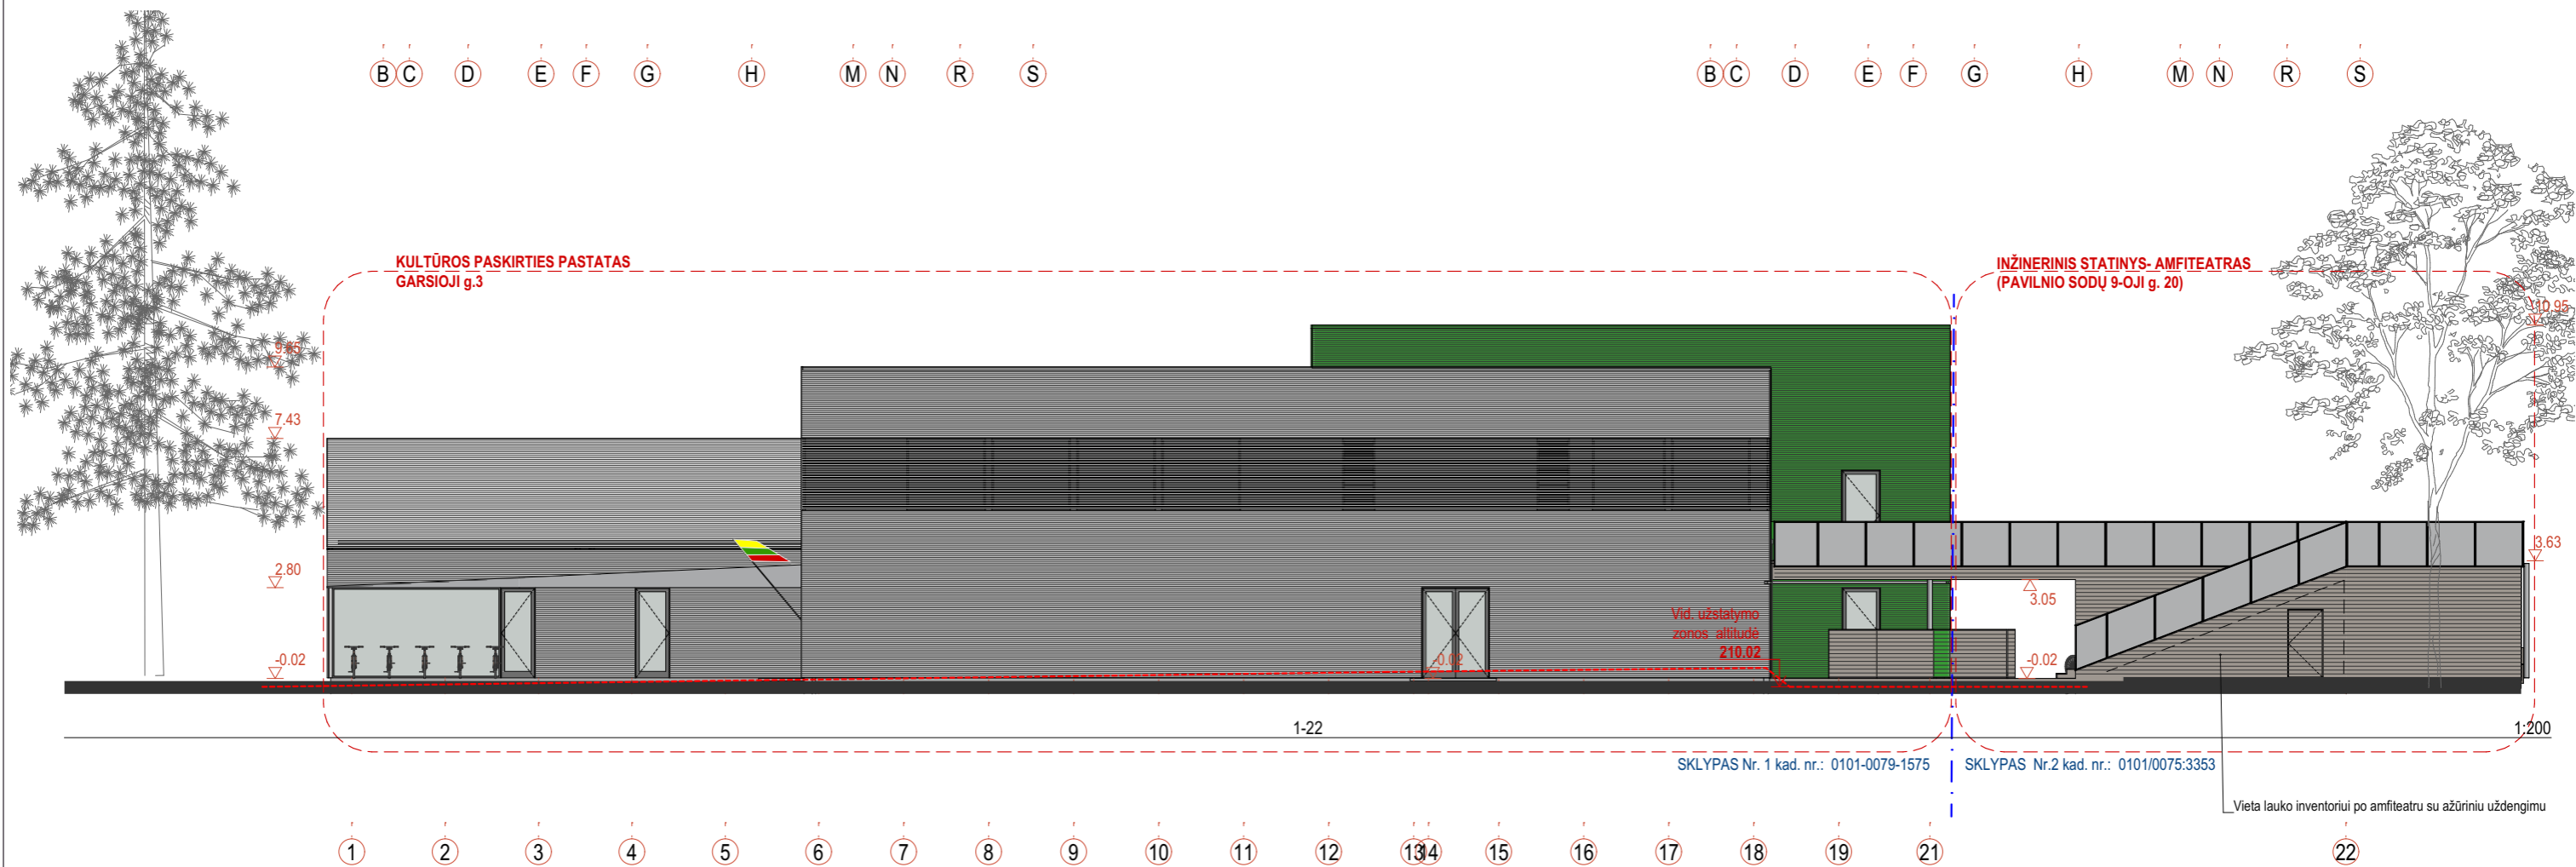 B C D E F G H M N R S B C D E F G H M N R S
KULTŪROS PASKIRTIES PASTATAS
GARSIOJI g.3
INŽINERINIS STATINYS- AMFITEATRAS
(PAVILNIO SODŲ 9-OJI g. 20)
10.95
7.43
3.63
2.80
3.05
Vid. užstatymo
zonos altitudė
210.02
-0.02
-0.02
-0.02
1-22
1:200
SKLYPAS Nr. 1 kad. nr.: 0101-0079-1575
SKLYPAS Nr.2 kad. nr.: 0101/0075:3353
Vieta lauko inventoriui po amfiteatru su ažūriniu uždengimu
1 2 3 4 5 6 7 8 9 10 11 12 13 14 15 16 17 18 19 21 22